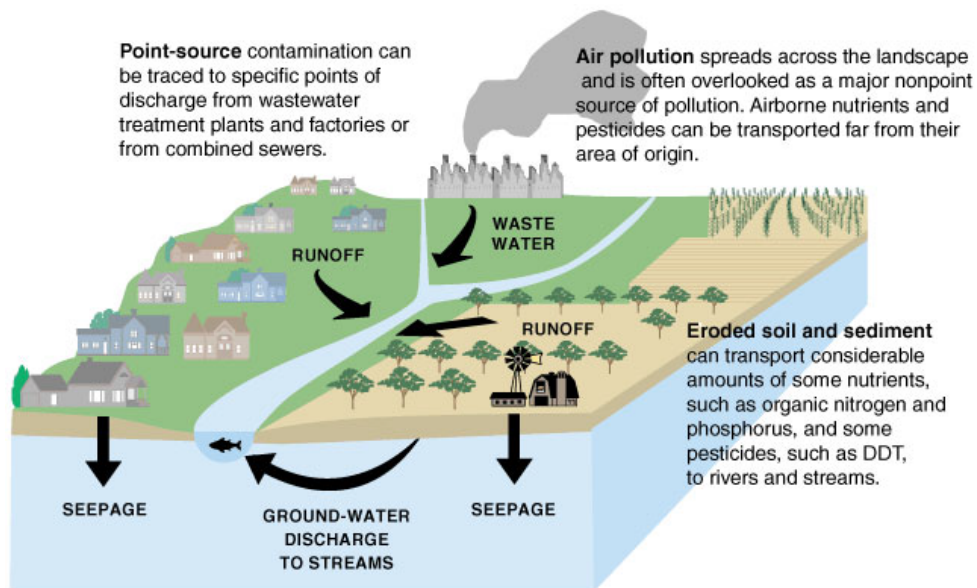 Point-source contamination can
be traced to specific points of
discharge from wastewater
treatment plants and factories or
from combined sewers.
Air pollution spreads across the landscape
and is often overlooked as a major nonpoint
source of pollution. Airborne nutrients and
pesticides can be transported far from their
area of origin.
WASTE
WATER
RUNOFF
RUNOFF
Eroded soil and sediment
can transport considerable
amounts of some nutrients,
such as organic nitrogen and
phosphorus, and some
pesticides, such as DDT,
to rivers and streams.
SEEPAGE
GROUND-WATER
DISCHARGE
TO STREAMS
SEEPAGE